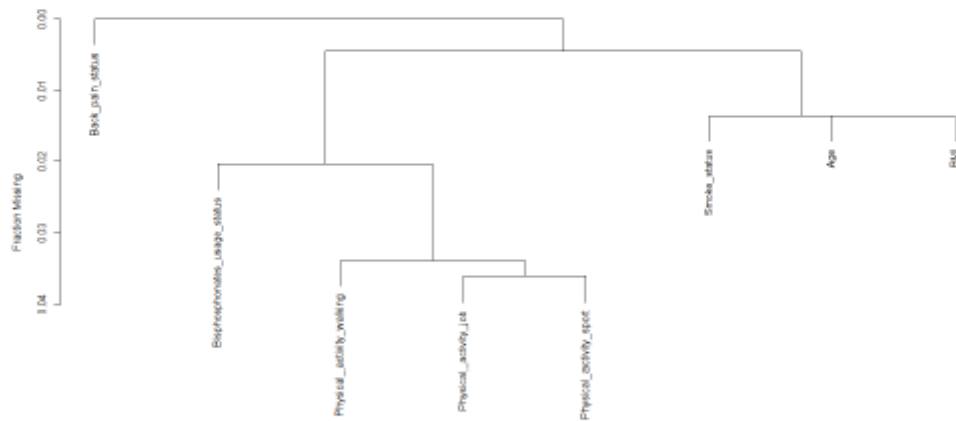 0.00
0.01
0.02
0.03
0.04
Fraction Missing
Back_pain_status
Bisphosphonates_usage_status
Physical_activity_walking
Physical_activity_job
Physical_activity_sport
Smoke_status
Age